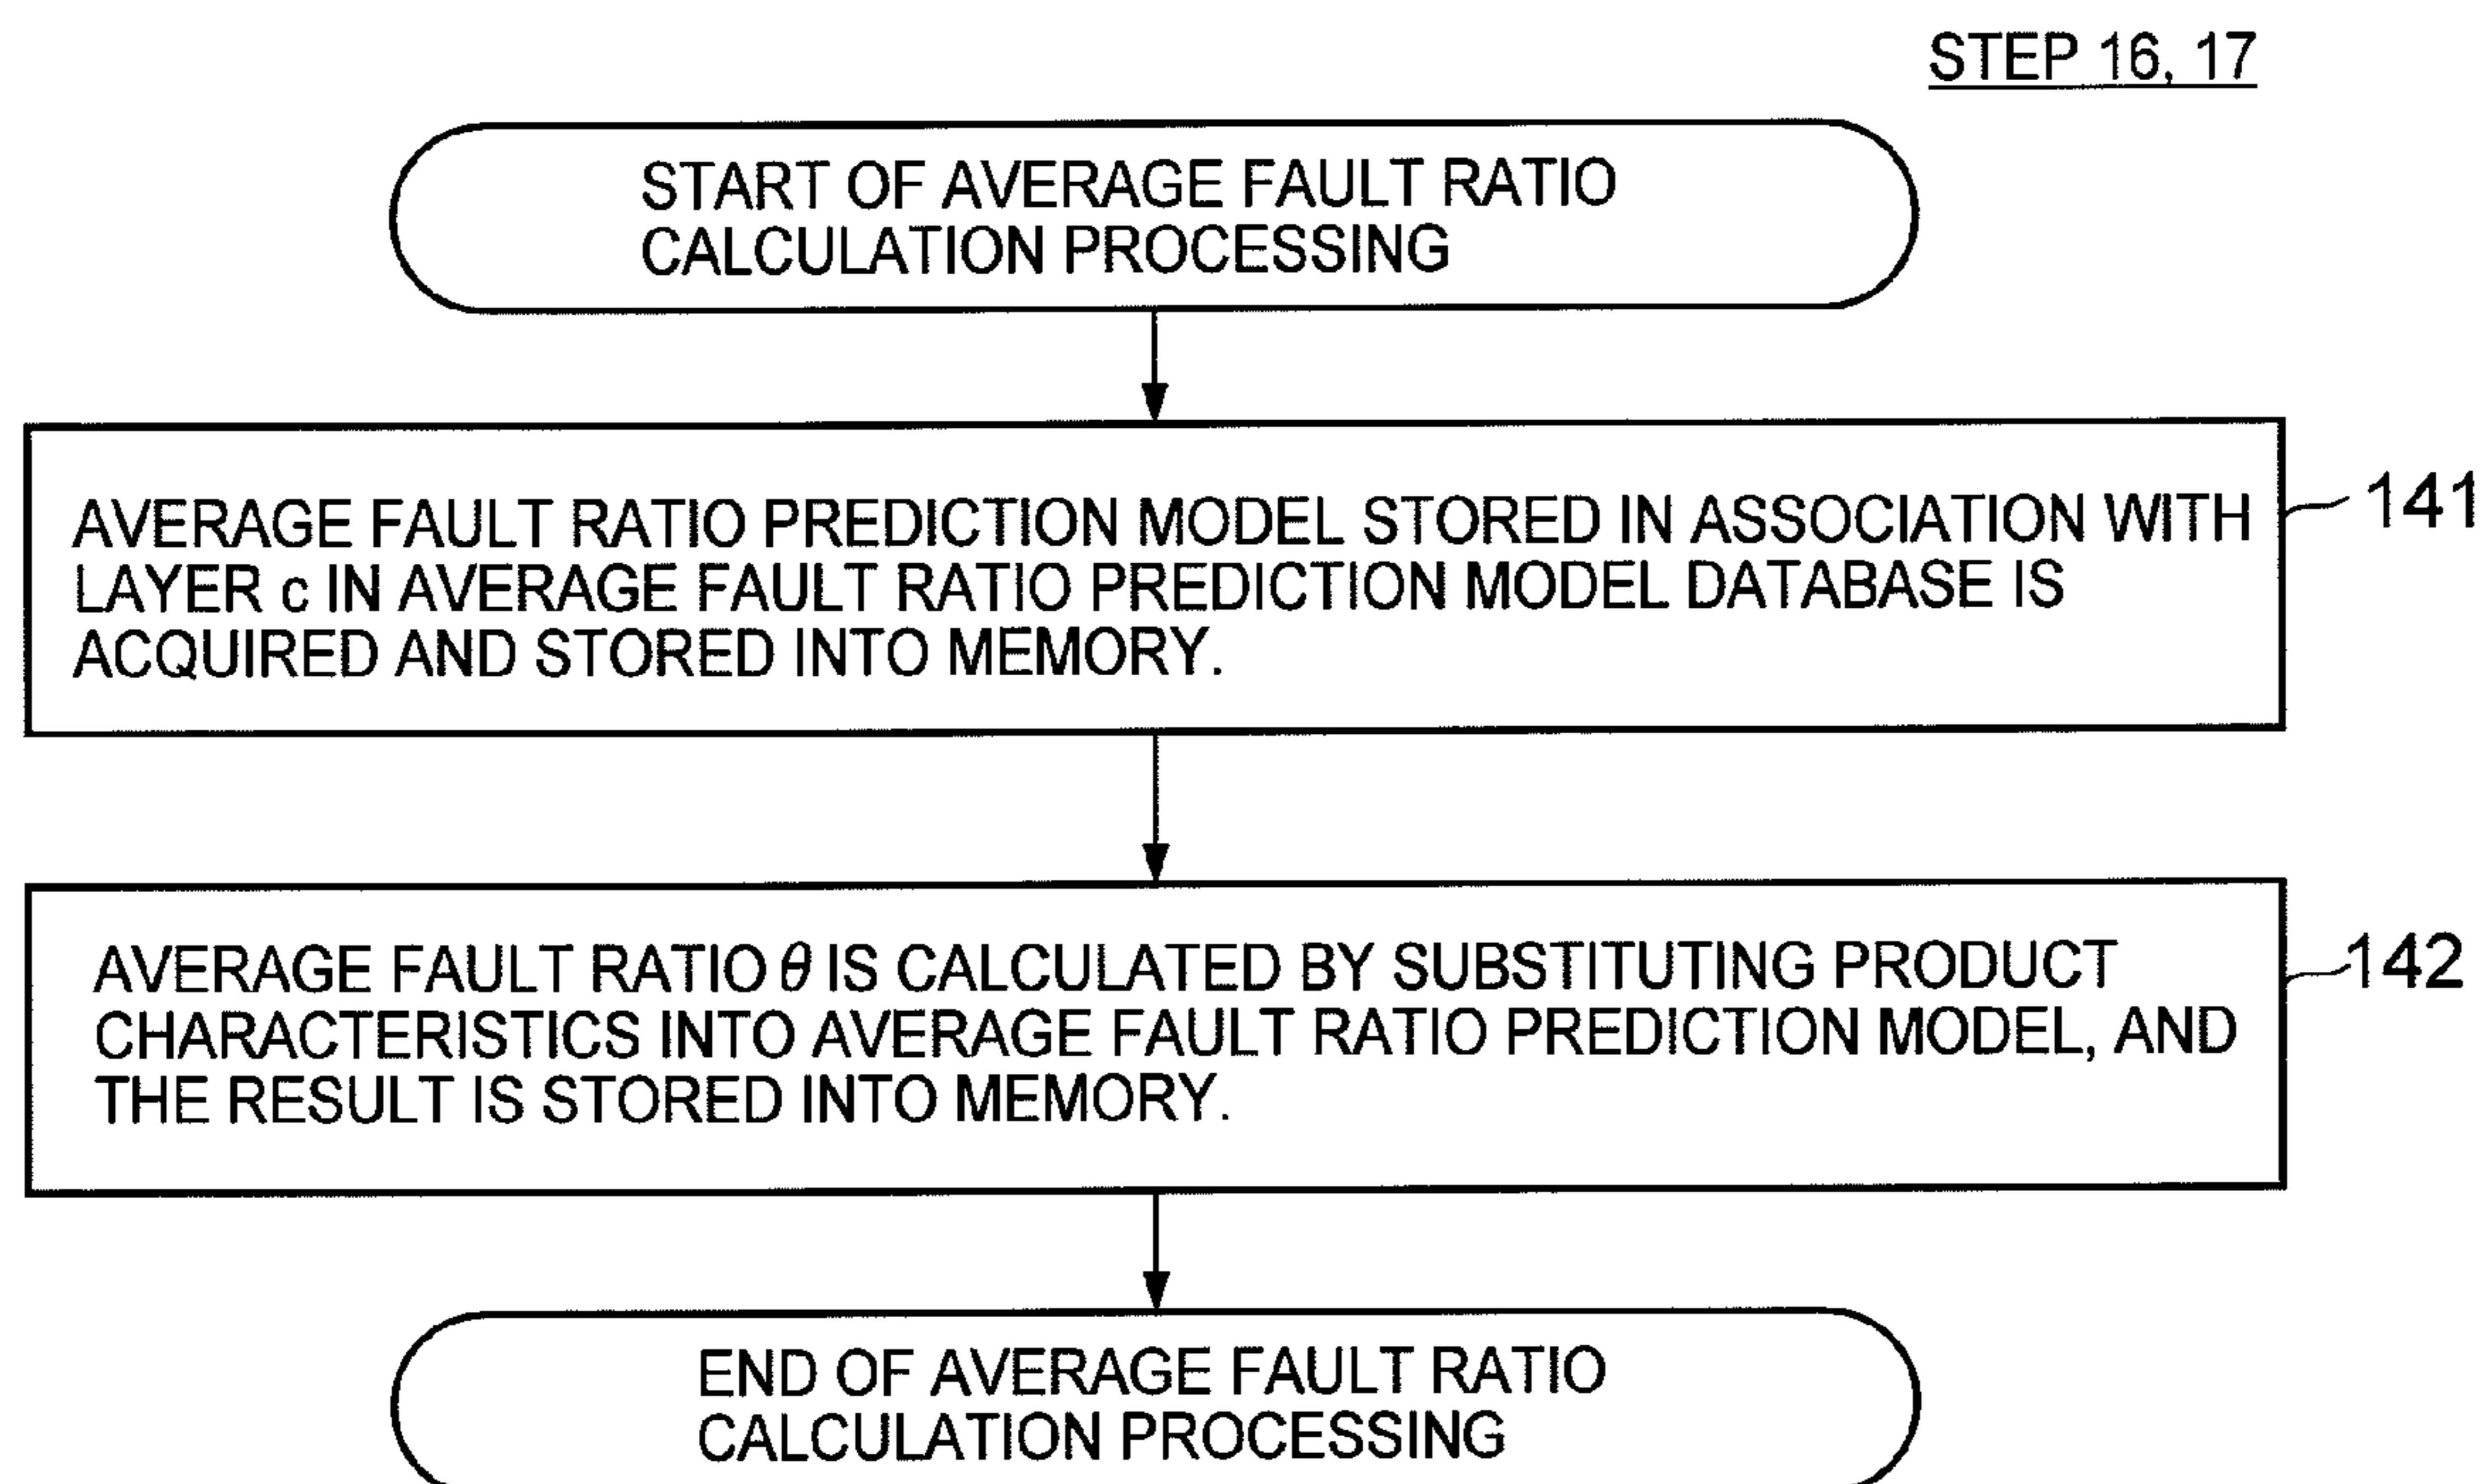 STEP 16, 17
START OF AVERAGE FAULT RATIO
CALCULATION PROCESSING
AVERAGE FAULT RATIO PREDICTION MODEL STORED IN ASSOCIATION WITH
LAYER c IN AVERAGE FAULT RATIO PREDICTION MODEL DATABASE IS
ACQUIRED AND STORED INTO MEMORY.
141
AVERAGE FAULT RATIO θ IS CALCULATED BY SUBSTITUTING PRODUCT
CHARACTERISTICS INTO AVERAGE FAULT RATIO PREDICTION MODEL, AND
THE RESULT IS STORED INTO MEMORY.
142
END OF AVERAGE FAULT RATIO
CALCULATION PROCESSING